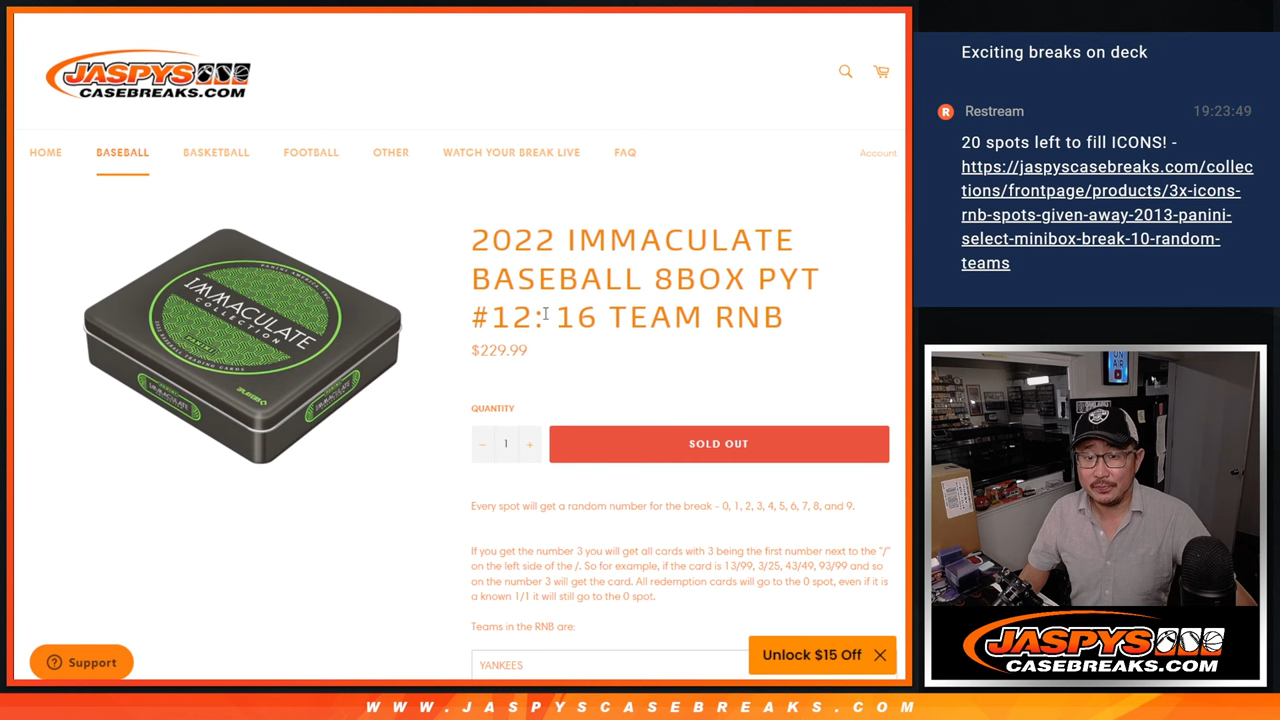 JASPYS
CASEBREAKS.COM
HOME BASEBALL BASKETBALL FOOTBALL OTHER WATCH YOUR BREAK LIVE FAQ Account
IMMACULATE
COLLECTION
PANINI
2022 IMMACULATE
BASEBALL 8BOX PYT
#12: 16 TEAM RNB
$229.99
QUANTITY
− 1 + SOLD OUT
Every spot will get a random number for the break - 0, 1, 2, 3, 4, 5, 6, 7, 8, and 9.
If you get the number 3 you will get all cards with 3 being the first number next to the "/"
on the left side of the /. So for example, if the card is 13/99, 3/25, 43/49, 93/99 and so
on the number 3 will get the card. All redemption cards will go to the 0 spot, even if it is
a known 1/1 it will still go to the 0 spot.
Teams in the RNB are:
YANKEES
Support
Unlock $15 Off
Exciting breaks on deck
R Restream 19:23:49
20 spots left to fill ICONS! -
https://jaspyscasebreaks.com/collec
tions/frontpage/products/3x-icons-
rnb-spots-given-away-2013-panini-
select-minibox-break-10-random-
teams
ON
AIR
JASPYS
CASEBREAKS.COM
WWW.JASPYSCASEBREAKS.COM